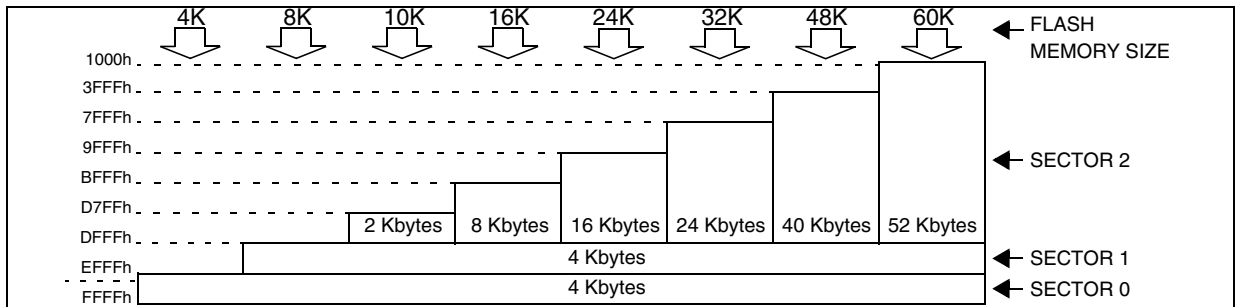 4K 8K 10K 16K 24K 32K 48K 60K
FLASH
MEMORY SIZE
1000h
3FFFh
7FFFh
9FFFh
SECTOR 2
BFFFh
D7FFh
2 Kbytes 8 Kbytes 16 Kbytes 24 Kbytes 40 Kbytes 52 Kbytes
DFFFh
4 Kbytes
SECTOR 1
EFFFh
4 Kbytes
SECTOR 0
FFFFh